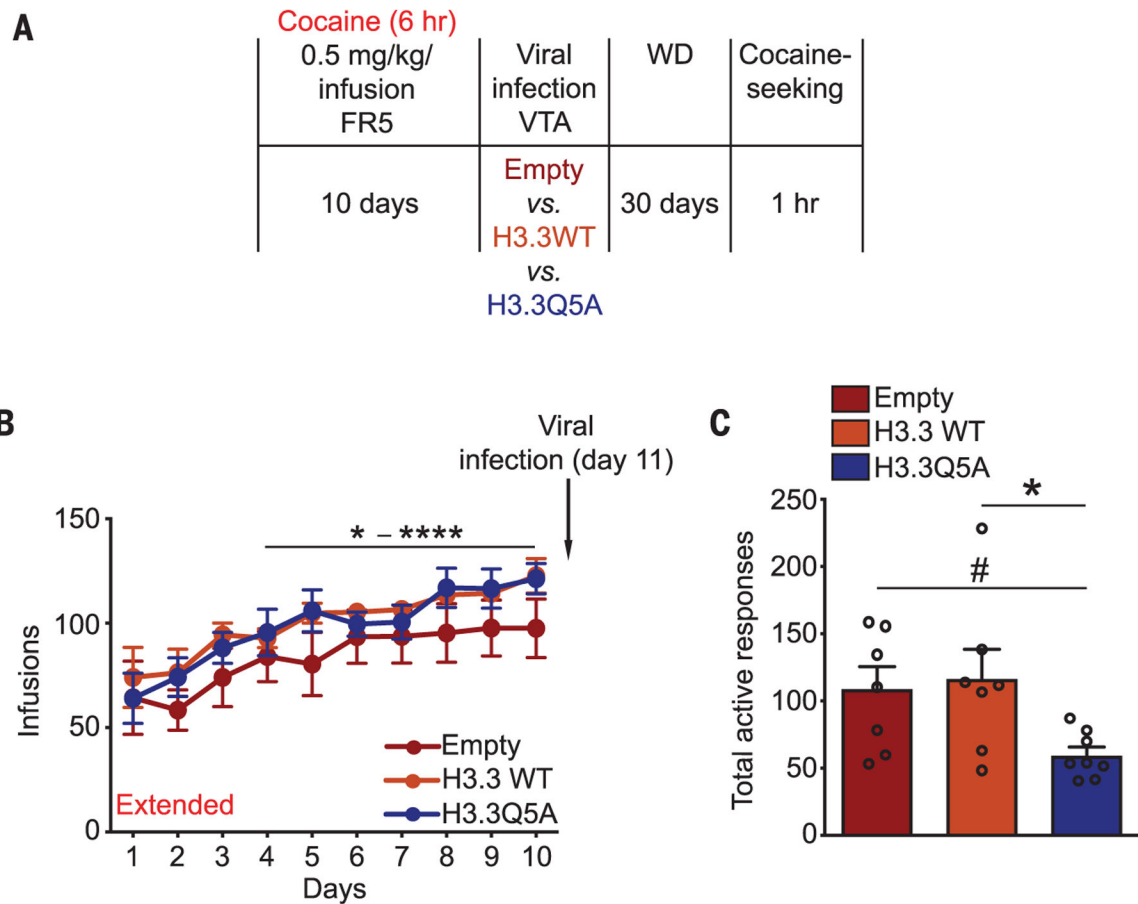 A
Cocaine (6 hr)
0.5 mg/kg/
infusion
FR5
Viral
infection
VTA
WD
Cocaine-
seeking
10 days
Empty
vs.
H3.3WT
vs.
H3.3Q5A
30 days
1 hr
B
Viral
infection (day 11)
* – ****
Infusions
150
100
50
0
Extended
Empty
H3.3 WT
H3.3Q5A
1 2 3 4 5 6 7 8 9 10
Days
C
Empty
H3.3 WT
H3.3Q5A
*
#
Total active responses
250
200
150
100
50
0